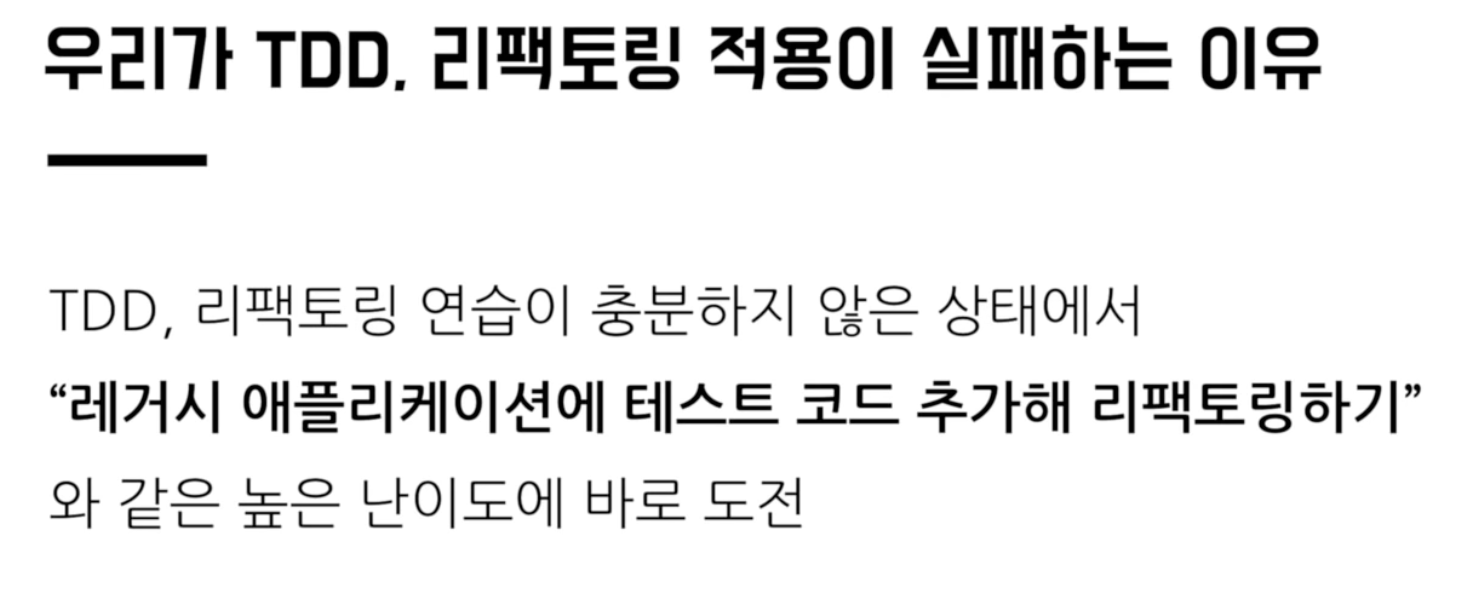 우리가 TDD, 리팩토링 적용이 실패하는 이유
TDD, 리팩토링 연습이 충분하지 않은 상태에서
“레거시 애플리케이션에 테스트 코드 추가해 리팩토링하기”
와 같은 높은 난이도에 바로 도전